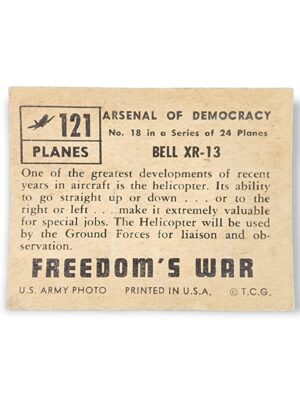 121
PLANES
ARSENAL OF DEMOCRACY
No. 18 in a Series of 24 Planes
BELL XR-13
One of the greatest developments of recent
years in aircraft is the helicopter. Its ability
to go straight up or down . . . or to the
right or left . . . make it extremely valuable
for special jobs. The Helicopter will be used
by the Ground Forces for liaison and ob-
servation.
FREEDOM'S WAR
U.S. ARMY PHOTO PRINTED IN U.S.A. © T.C.G.